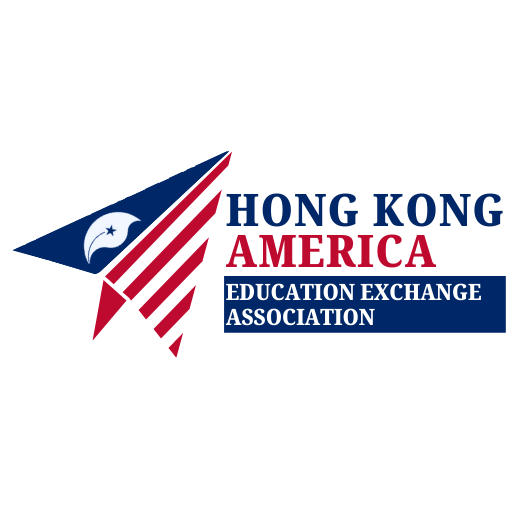 HONG KONG
AMERICA
EDUCATION EXCHANGE
ASSOCIATION